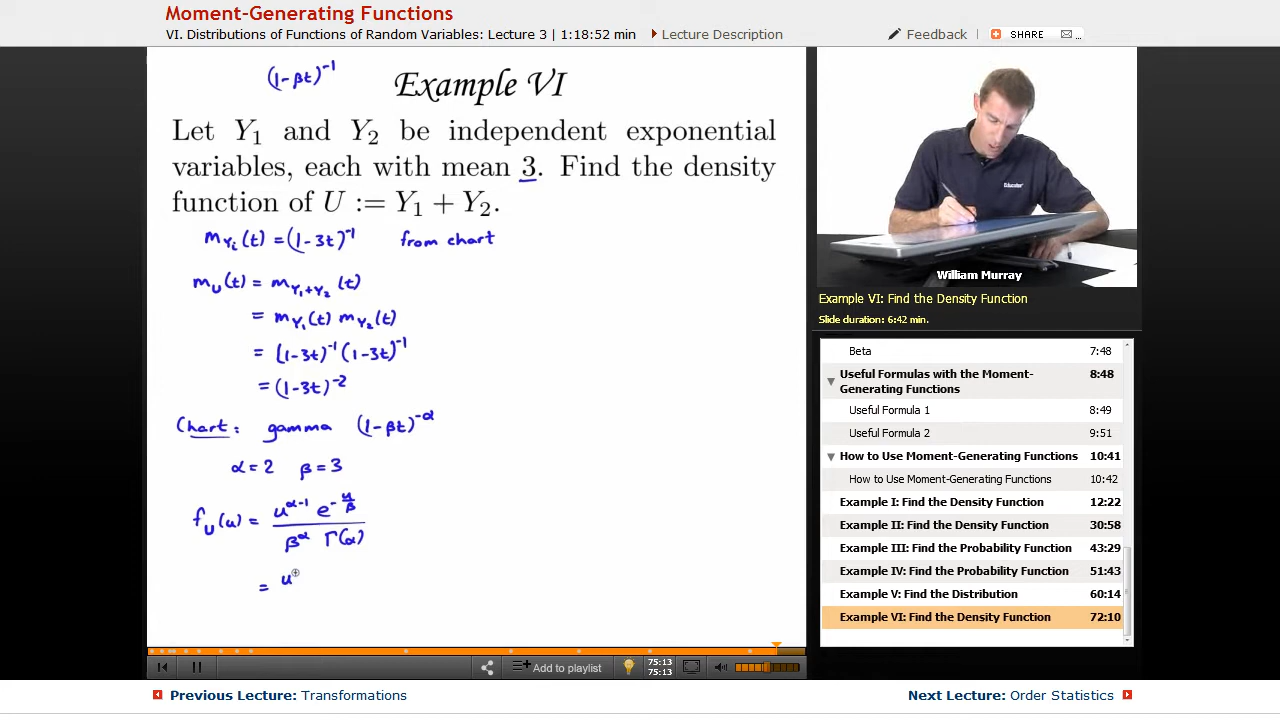 Moment-Generating Functions
VI. Distributions of Functions of Random Variables: Lecture 3 | 1:18:52 min
Lecture Description
Feedback
SHARE
(1-βt)⁻¹
Example VI
Let Y₁ and Y₂ be independent exponential
variables, each with mean 3. Find the density
function of U := Y₁ + Y₂.
m_Yᵢ(t) = (1-3t)⁻¹ from chart
m_U(t) = m_Y₁+Y₂(t)
= m_Y₁(t) m_Y₂(t)
= (1-3t)⁻¹ (1-3t)⁻¹
= (1-3t)⁻²
Chart: gamma (1-βt)^-α
α=2 β=3
f_U(u) = u^(α-1) e^(-u/β) / β^α Γ(α)
= u
Educator
William Murray
Example VI: Find the Density Function
Slide duration: 6:42 min.
Beta 7:48
Useful Formulas with the Moment-
Generating Functions 8:48
Useful Formula 1 8:49
Useful Formula 2 9:51
How to Use Moment-Generating Functions 10:41
How to Use Moment-Generating Functions 10:42
Example I: Find the Density Function 12:22
Example II: Find the Density Function 30:58
Example III: Find the Probability Function 43:29
Example IV: Find the Probability Function 51:43
Example V: Find the Distribution 60:14
Example VI: Find the Density Function 72:10
Add to playlist
75:13
75:13
Previous Lecture: Transformations
Next Lecture: Order Statistics